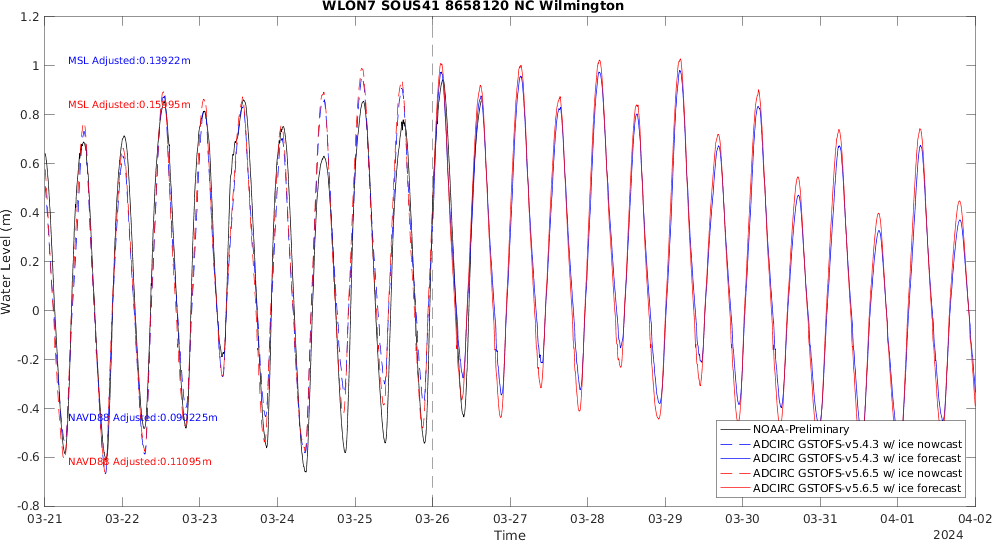 WLON7 SOUS41 8658120 NC Wilmington
1.2
1
0.8
0.6
0.4
0.2
0
-0.2
-0.4
-0.6
-0.8
Water Level (m)
MSL Adjusted:0.13922m
MSL Adjusted:0.15995m
NAVD88 Adjusted:0.090225m
NAVD88 Adjusted:0.11095m
NOAA-Preliminary
ADCIRC GSTOFS-v5.4.3 w/ ice nowcast
ADCIRC GSTOFS-v5.4.3 w/ ice forecast
ADCIRC GSTOFS-v5.6.5 w/ ice nowcast
ADCIRC GSTOFS-v5.6.5 w/ ice forecast
03-21 03-22 03-23 03-24 03-25 03-26 03-27 03-28 03-29 03-30 03-31 04-01 04-02
Time
2024